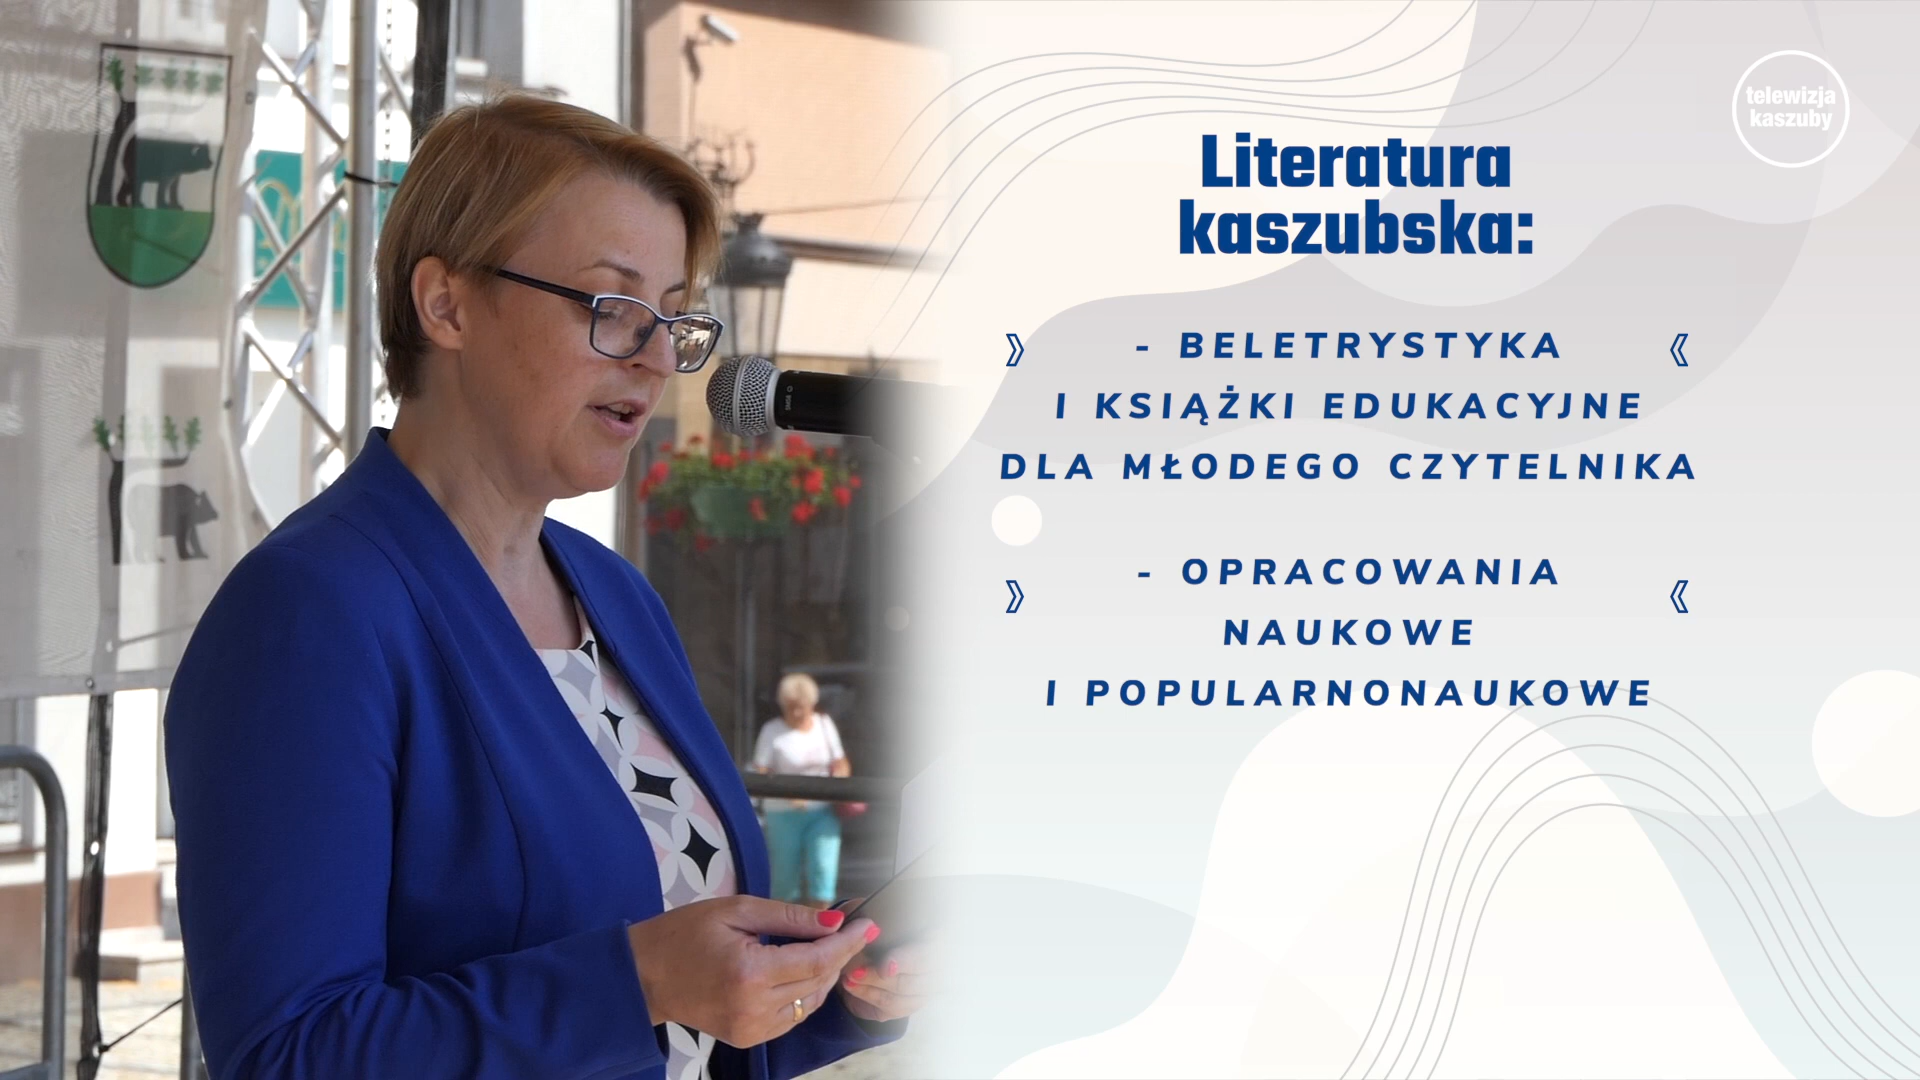 telewizja
kaszuby
Literatura
kaszubska:
- BELETRYSTYKA
I KSIĄŻKI EDUKACYJNE
DLA MŁODEGO CZYTELNIKA
- OPRACOWANIA
NAUKOWE
I POPULARNONAUKOWE